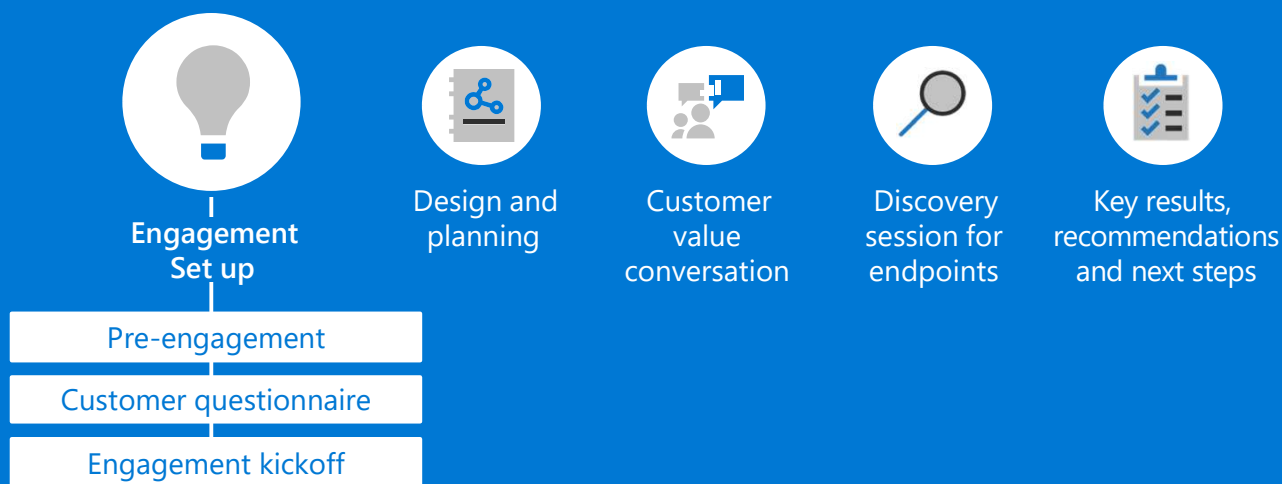 Engagement
Set up
Pre-engagement
Customer questionnaire
Engagement kickoff
Design and
planning
Customer
value
conversation
Discovery
session for
endpoints
Key results,
recommendations
and next steps